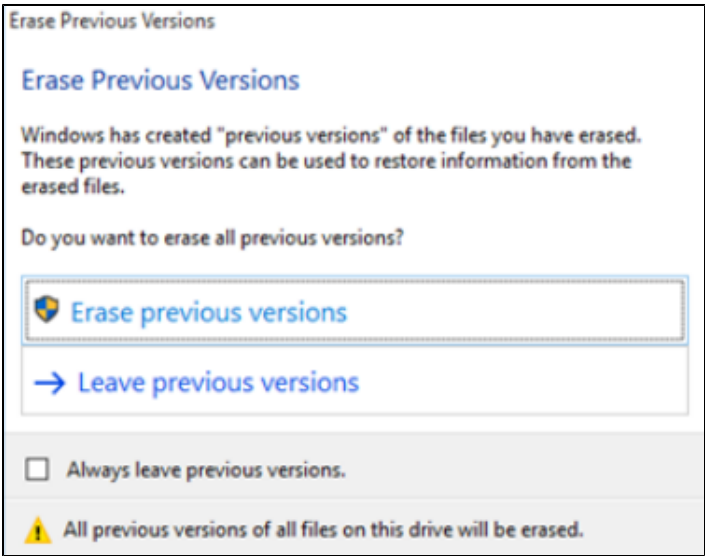 Erase Previous Versions
Erase Previous Versions
Windows has created "previous versions" of the files you have erased.
These previous versions can be used to restore information from the
erased files.
Do you want to erase all previous versions?
Erase previous versions
Leave previous versions
Always leave previous versions.
All previous versions of all files on this drive will be erased.